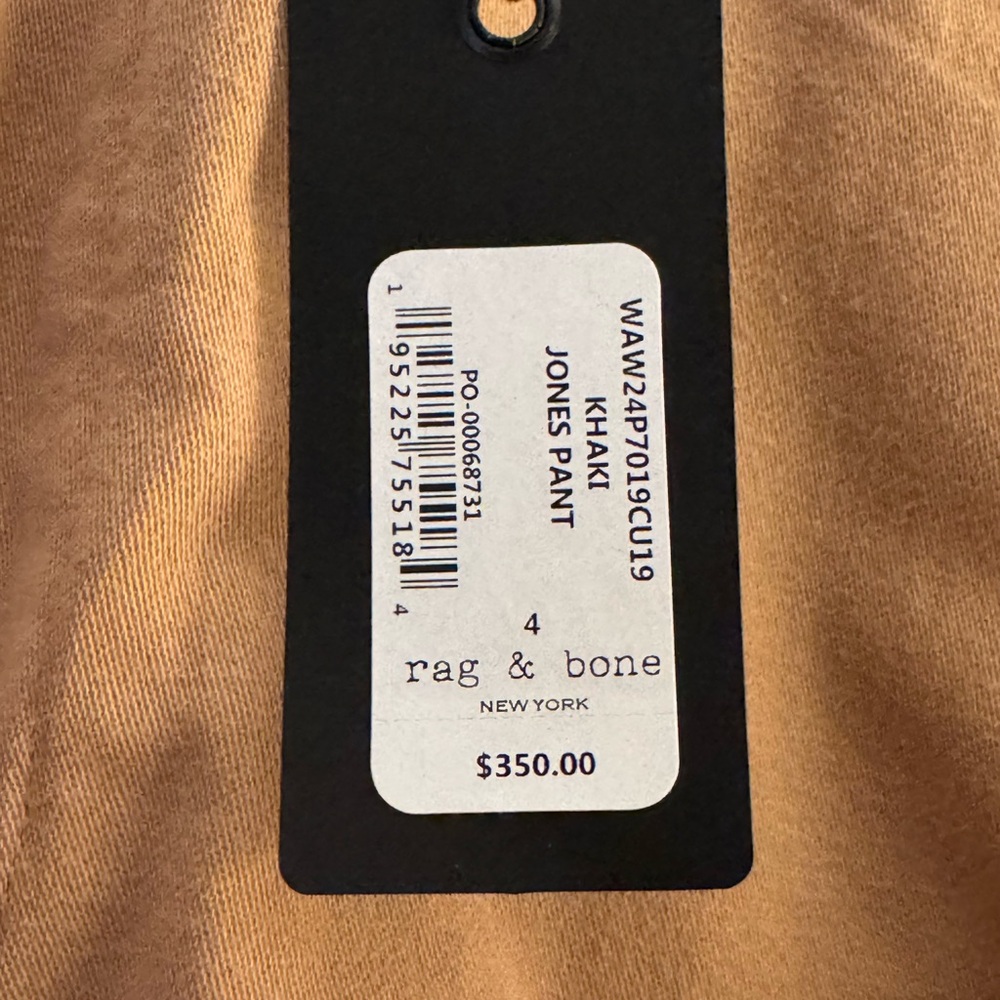 WAW24P7019CU19
KHAKI
JONES PANT
PO-00068731
1 95225 75518 4
4
rag & bone
NEW YORK
$350.00